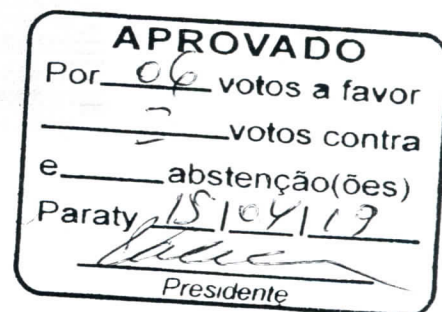 APROVADO
Por 06 votos a favor
votos contra
e abstenção(ões)
Paraty 15/04/19
Presidente